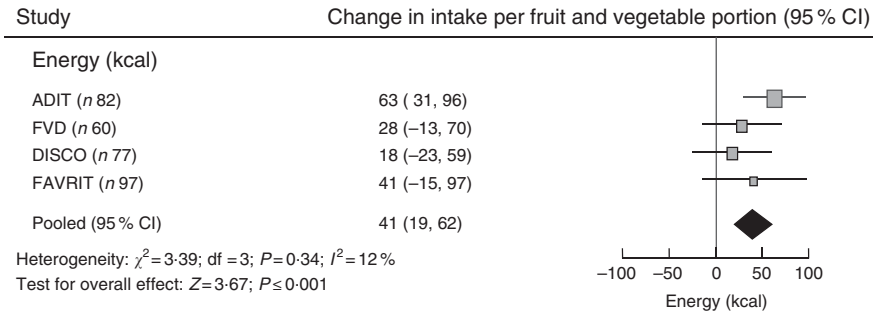 Study Change in intake per fruit and vegetable portion (95 % CI)
Energy (kcal)
ADIT (n 82) 63 ( 31, 96)
FVD (n 60) 28 (–13, 70)
DISCO (n 77) 18 (–23, 59)
FAVRIT (n 97) 41 (–15, 97)
Pooled (95 % CI) 41 (19, 62)
Heterogeneity: χ²=3·39; df =3; P=0·34; I²=12 %
Test for overall effect: Z=3·67; P≤0·001
–100 –50 0 50 100
Energy (kcal)